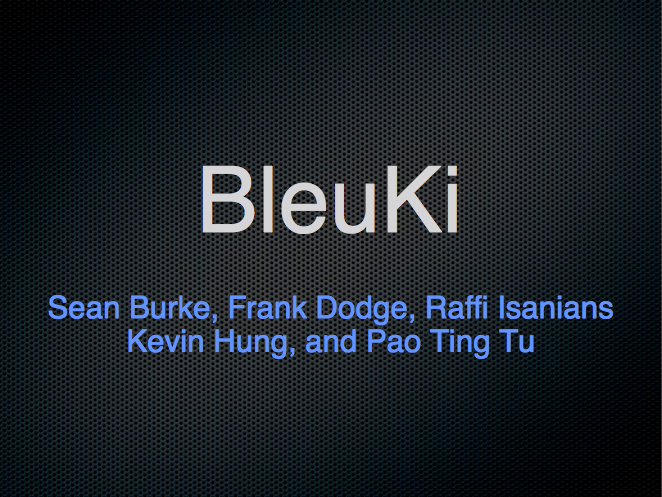 BleuKi
Sean Burke, Frank Dodge, Raffi Isanians
Kevin Hung, and Pao Ting Tu